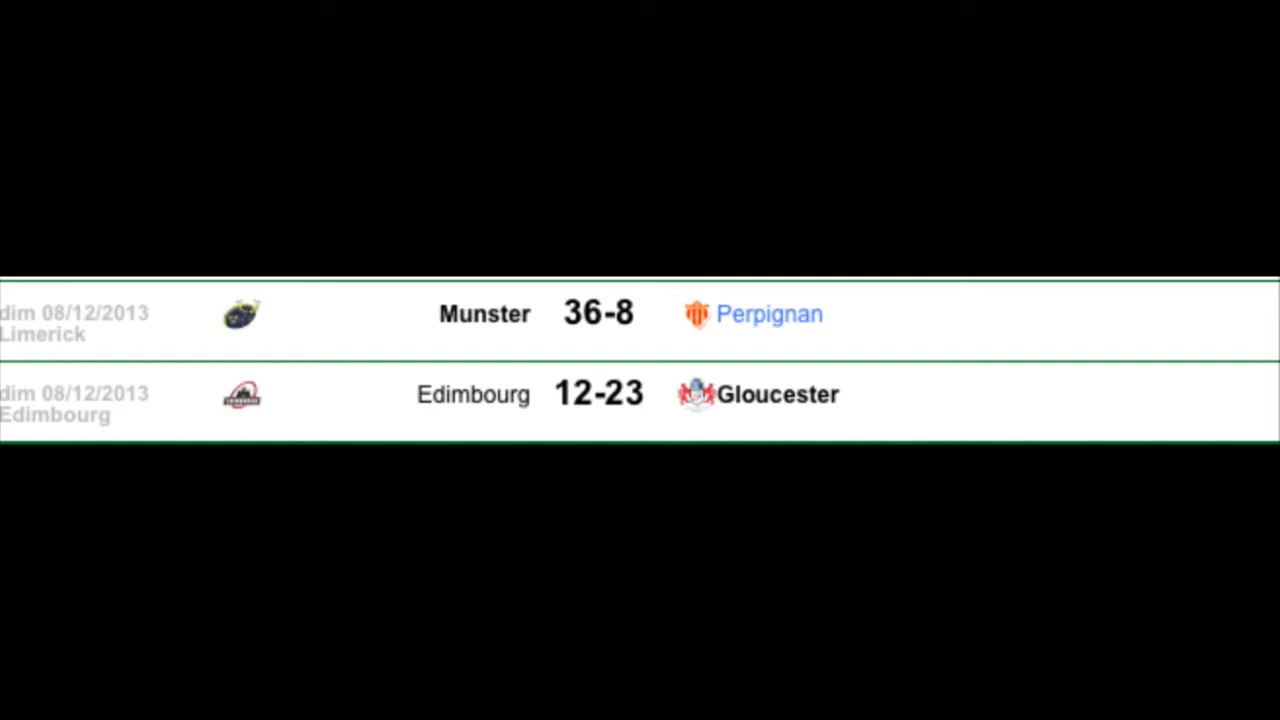 dim 08/12/2013 Munster 36-8 Perpignan
Limerick
dim 08/12/2013 Edimbourg 12-23 Gloucester
Edimbourg